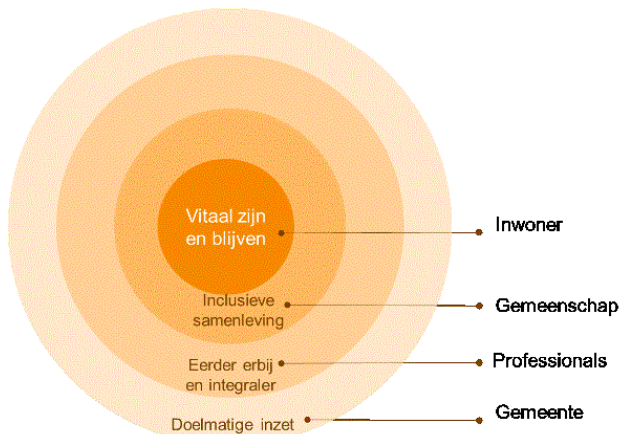 Vitaal zijn
en blijven
Inwoner
Inclusieve
samenleving
Gemeenschap
Eerder erbij
en integraler
Professionals
Doelmatige inzet
Gemeente